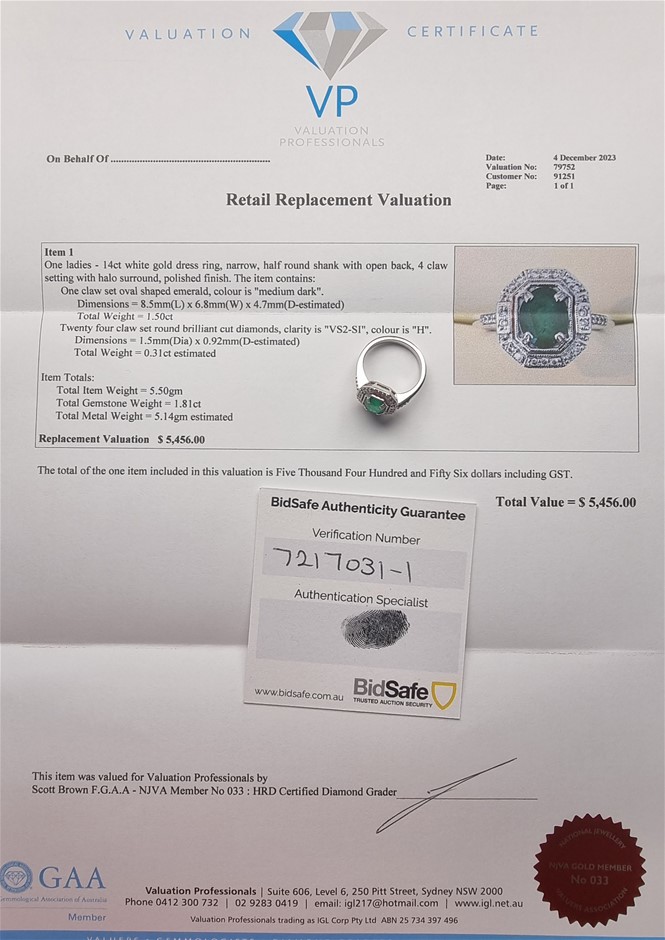 VALUATION CERTIFICATE
VP
VALUATION
PROFESSIONALS
On Behalf Of
Date: 4 December 2023
Valuation No: 79752
Customer No: 91251
Page: 1 of 1
Retail Replacement Valuation
Item 1
One ladies - 14ct white gold dress ring, narrow, half round shank with open back, 4 claw
setting with halo surround, polished finish. The item contains:
One claw set oval shaped emerald, colour is "medium dark".
Dimensions = 8.5mm(L) x 6.8mm(W) x 4.7mm(D-estimated)
Total Weight = 1.50ct
Twenty four claw set round brilliant cut diamonds, clarity is "VS2-SI", colour is "H".
Dimensions = 1.5mm(Dia) x 0.92mm(D-estimated)
Total Weight = 0.31ct estimated
Item Totals:
Total Item Weight = 5.50gm
Total Gemstone Weight = 1.81ct
Total Metal Weight = 5.14gm estimated
Replacement Valuation $ 5,456.00
The total of the one item included in this valuation is Five Thousand Four Hundred and Fifty Six dollars including GST.
Total Value = $ 5,456.00
BidSafe Authenticity Guarantee
Verification Number
7217031-1
Authentication Specialist
www.bidsafe.com.au
BidSafe
TRUSTED AUCTION SECURITY
This item was valued for Valuation Professionals by
Scott Brown F.G.A.A - NJVA Member No 033 : HRD Certified Diamond Grader
GAA
Gemmological Association of Australia
Member
Valuation Professionals | Suite 606, Level 6, 250 Pitt Street, Sydney NSW 2000
Phone 0412 300 732 | 02 9283 0419 | email: igl217@hotmail.com | www.igl.net.au
Valuation Professionals trading as IGL Corp Pty Ltd ABN 25 734 397 496
NATIONAL JEWELLERY
NJVA GOLD MEMBER
No 033
VALUERS ASSOCIATION